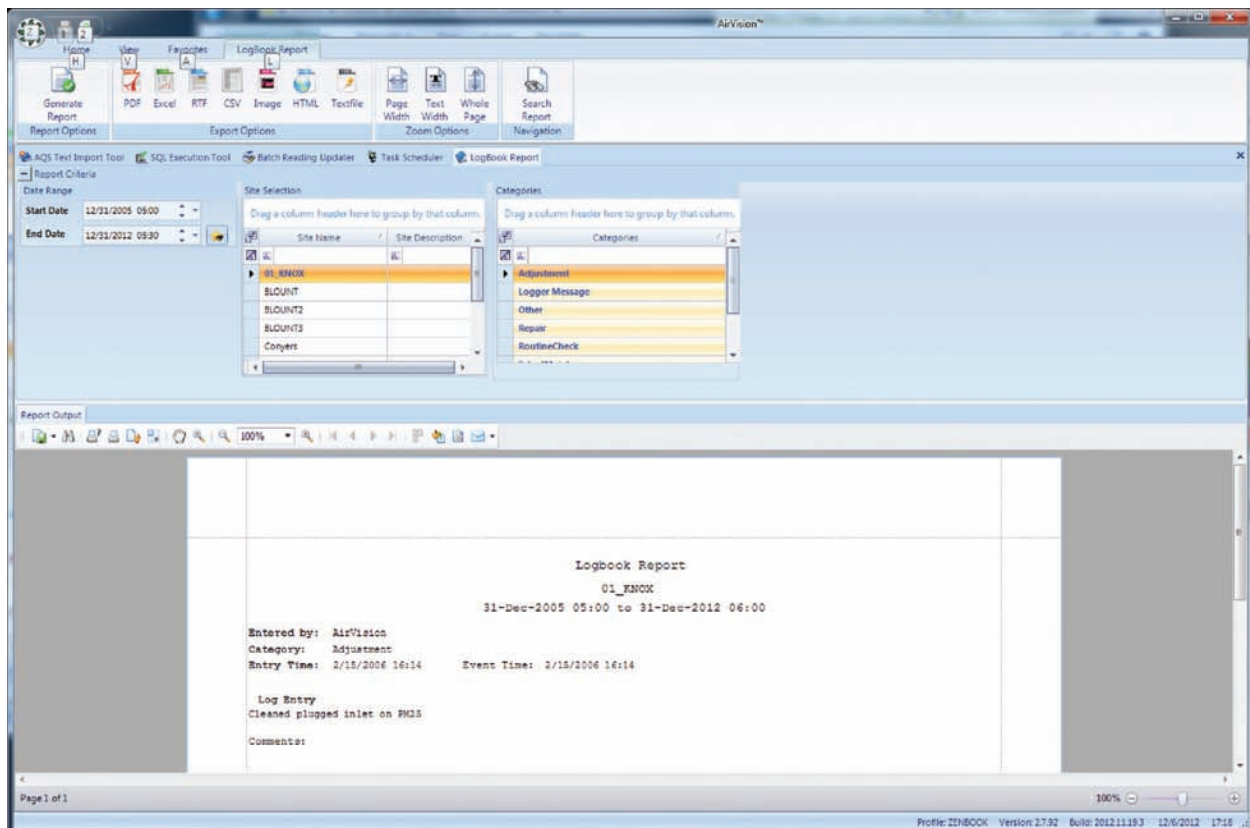 AirVision™
Z 1 2
Home View Favorites LogBook Report
H V A L
Generate Report PDF Excel RTF CSV Image HTML Textfile Page Width Text Width Whole Page Search Report
Report Options Export Options Zoom Options Navigation
AQS Text Import Tool SQL Execution Tool Batch Reading Updater Task Scheduler LogBook Report
Report Criteria
Date Range Site Selection Categories
Start Date 12/31/2005 05:00 Drag a column header here to group by that column. Drag a column header here to group by that column.
End Date 12/31/2012 05:30 Site Name Site Description Categories
01_KNOX Adjustment
BLOUNT Logger Message
BLOUNT2 Other
BLOUNT3 Repair
Conyers RoutineCheck
Report Output
100%
Logbook Report
01_KNOX
31-Dec-2005 05:00 to 31-Dec-2012 06:00
Entered by: AirVision
Category: Adjustment
Entry Time: 2/15/2006 16:14 Event Time: 2/15/2006 16:14
Log Entry
Cleaned plugged inlet on PM25
Comments:
Page 1 of 1 100%
Profile: ZENBOOK Version: 2.7.92 Build: 2012.11.19.3 12/6/2012 17:18